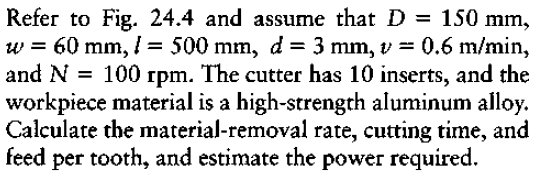 Refer to Fig. 24.4 and assume that D = 150 mm,
w = 60 mm, l = 500 mm, d = 3 mm, v = 0.6 m/min,
and N = 100 rpm. The cutter has 10 inserts, and the
workpiece material is a high-strength aluminum alloy.
Calculate the material-removal rate, cutting time, and
feed per tooth, and estimate the power required.